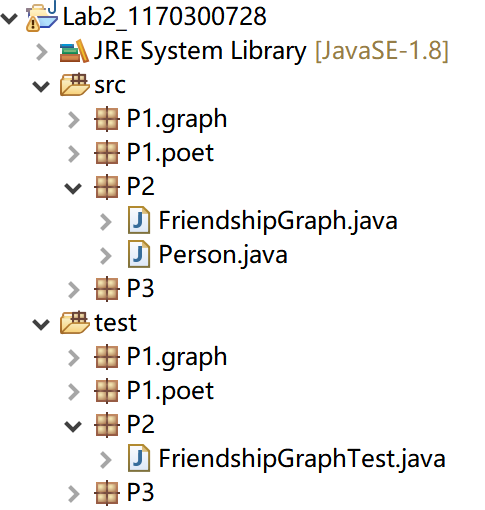 Lab2_1170300728
JRE System Library [JavaSE-1.8]
src
P1.graph
P1.poet
P2
FriendshipGraph.java
Person.java
P3
test
P1.graph
P1.poet
P2
FriendshipGraphTest.java
P3